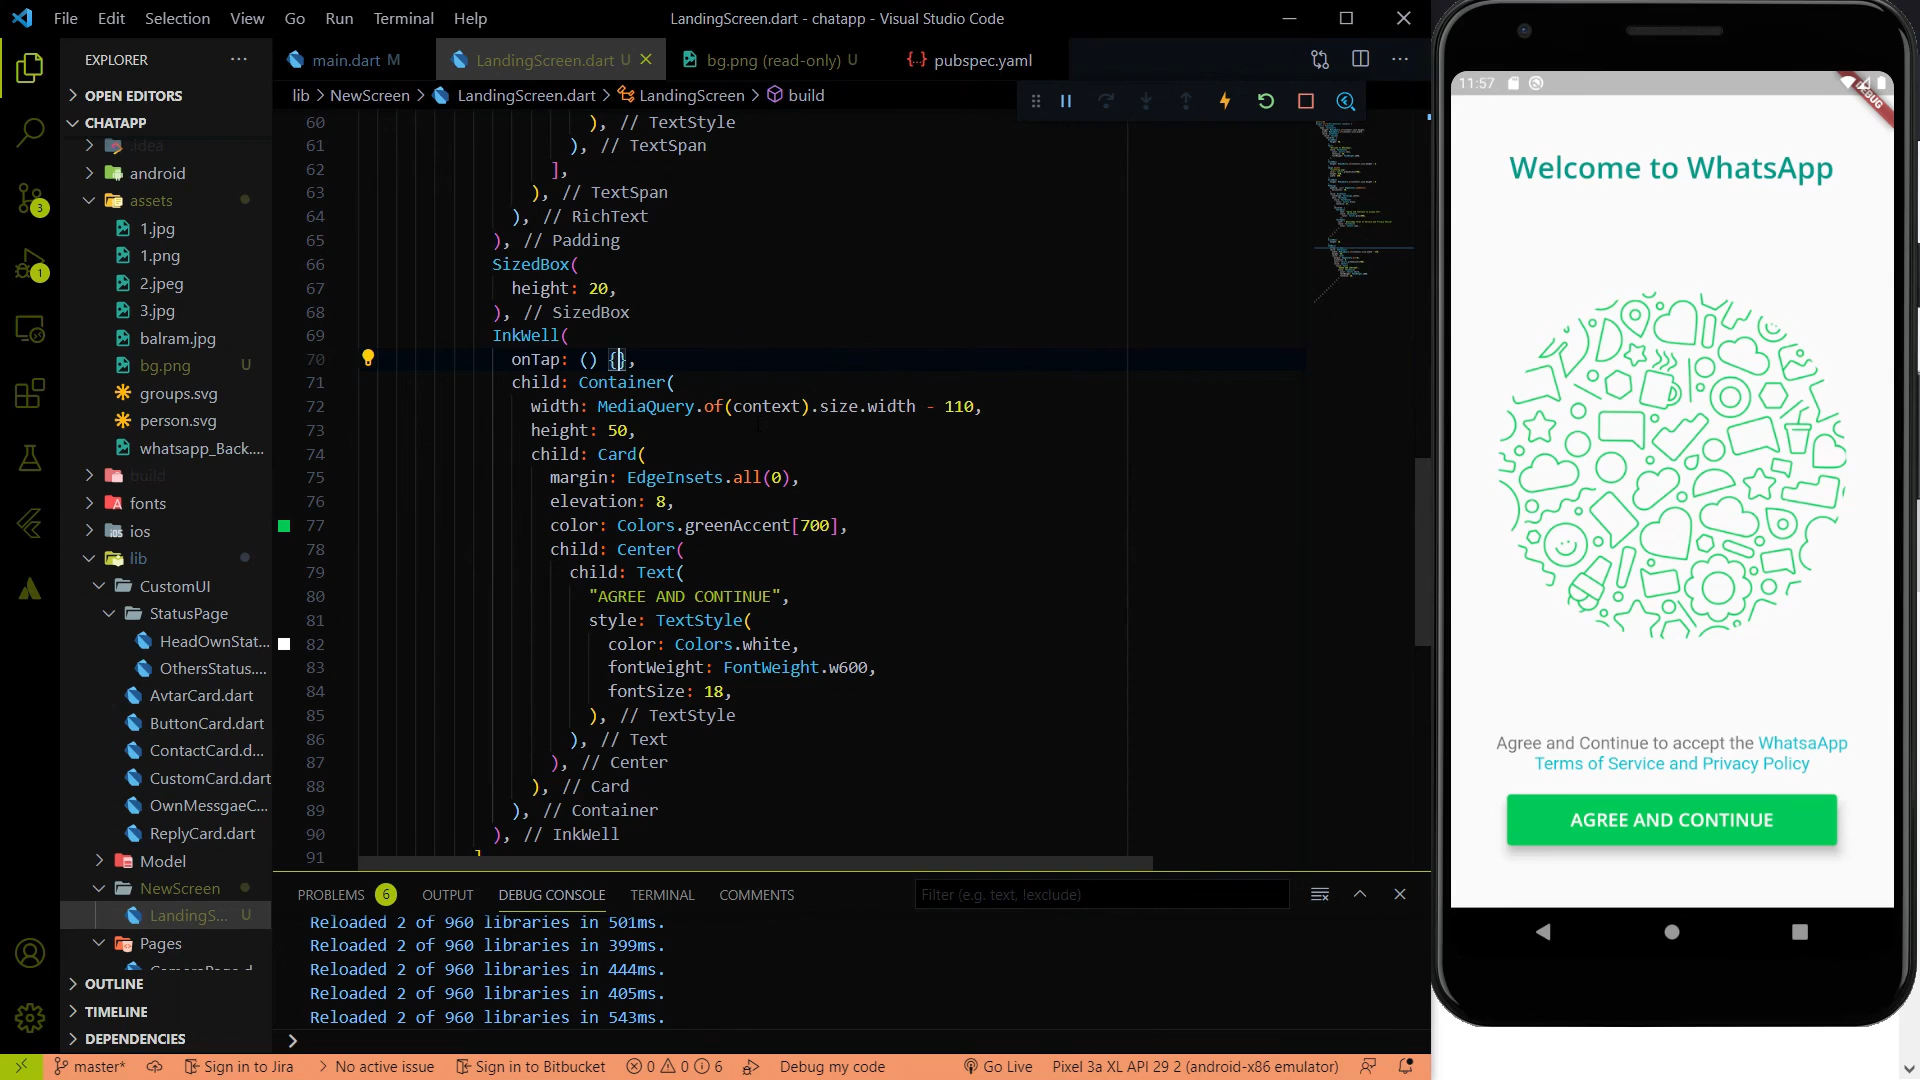 File Edit Selection View Go Run Terminal Help
LandingScreen.dart - chatapp - Visual Studio Code
EXPLORER
OPEN EDITORS
CHATAPP
.idea
android
assets
1.jpg
1.png
2.jpeg
3.jpg
balram.jpg
bg.png U
groups.svg
person.svg
whatsapp_Back....
build
fonts
ios
lib
CustomUI
StatusPage
HeadOwnStat...
OthersStatus....
AvtarCard.dart
ButtonCard.dart
ContactCard.d...
CustomCard.dart
OwnMessgaeC...
ReplyCard.dart
Model
NewScreen
LandingS... U
Pages
OUTLINE
TIMELINE
DEPENDENCIES
3
1
main.dart M
LandingScreen.dart U
bg.png (read-only) U
pubspec.yaml
lib > NewScreen > LandingScreen.dart > LandingScreen > build
60 ), // TextStyle
61 ), // TextSpan
62 ],
63 ), // TextSpan
64 ), // RichText
65 ), // Padding
66 SizedBox(
67 height: 20,
68 ), // SizedBox
69 InkWell(
70 onTap: () {},
71 child: Container(
72 width: MediaQuery.of(context).size.width - 110,
73 height: 50,
74 child: Card(
75 margin: EdgeInsets.all(0),
76 elevation: 8,
77 color: Colors.greenAccent[700],
78 child: Center(
79 child: Text(
80 "AGREE AND CONTINUE",
81 style: TextStyle(
82 color: Colors.white,
83 fontWeight: FontWeight.w600,
84 fontSize: 18,
85 ), // TextStyle
86 ), // Text
87 ), // Center
88 ), // Card
89 ), // Container
90 ), // InkWell
91
PROBLEMS 6 OUTPUT DEBUG CONSOLE TERMINAL COMMENTS
Filter (e.g. text, !exclude)
Reloaded 2 of 960 libraries in 501ms.
Reloaded 2 of 960 libraries in 399ms.
Reloaded 2 of 960 libraries in 444ms.
Reloaded 2 of 960 libraries in 405ms.
Reloaded 2 of 960 libraries in 543ms.
master* Sign in to Jira No active issue Sign in to Bitbucket 0 0 6 Debug my code Go Live Pixel 3a XL API 29 2 (android-x86 emulator)
11:57
DEBUG
Welcome to WhatsApp
Agree and Continue to accept the WhatsaApp
Terms of Service and Privacy Policy
AGREE AND CONTINUE